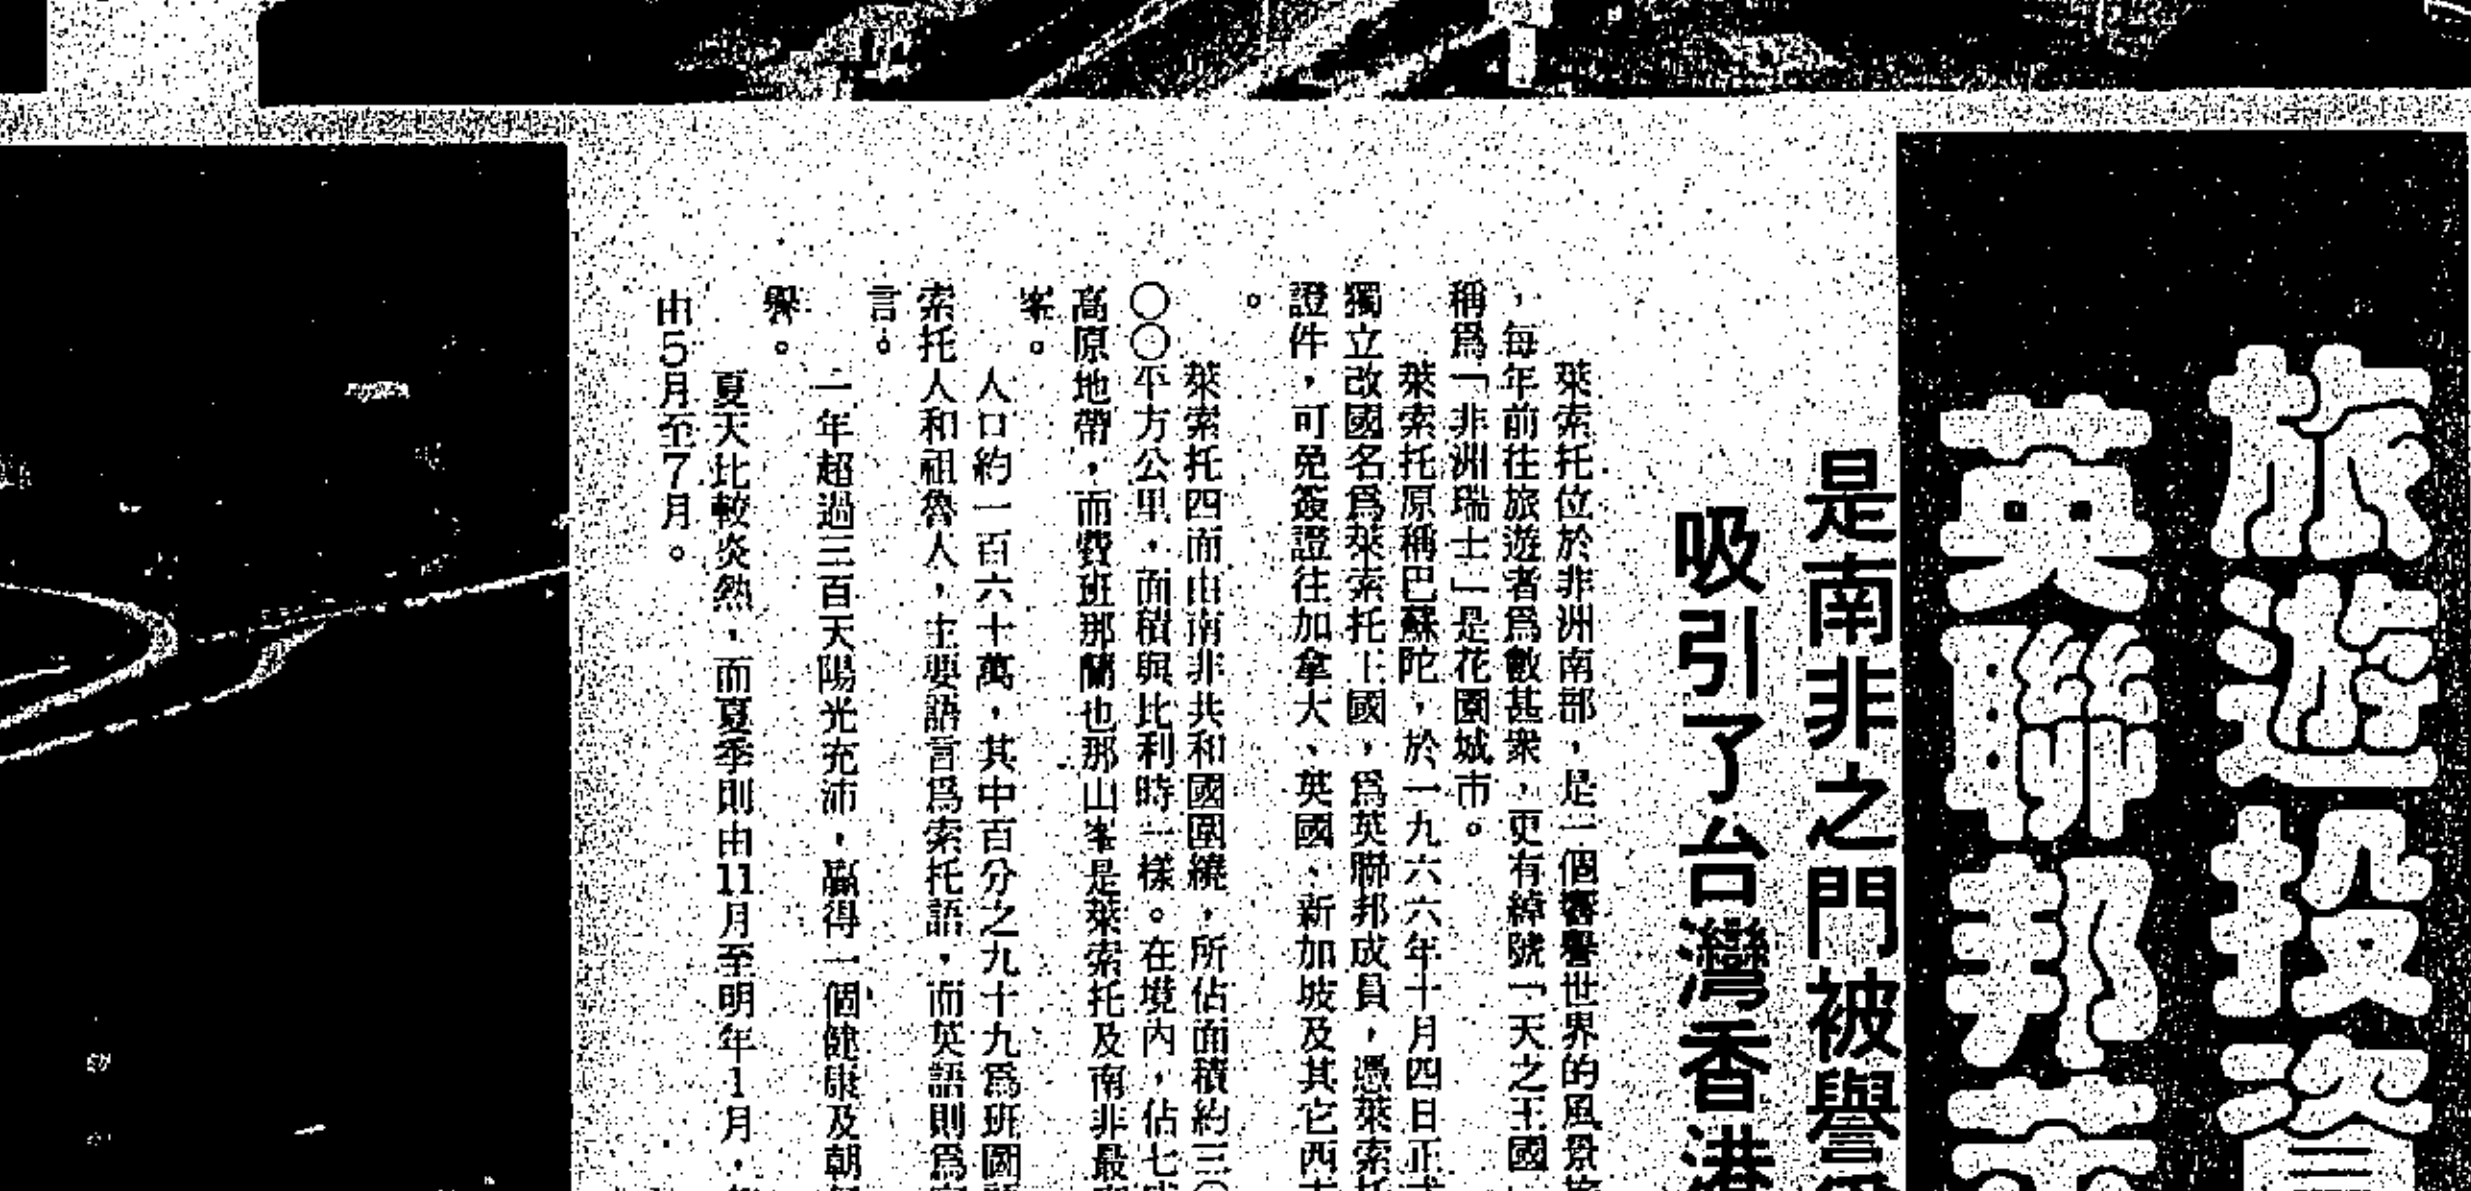 旅遊投資
英聯邦
是南非之門被譽爲
吸引了台灣香港
萊索托位於非洲南部，是一個響譽世界的風景
，每年前往旅遊者爲數甚衆，更有綽號「天之王國」
稱爲「非洲瑞士」是花園城市。
萊索托原稱巴蘇陀，於一九六六年十月四日正式
獨立改國名爲萊索托王國，爲英聯邦成員，憑萊索托
證件，可免簽證往加拿大、英國、新加坡及其它西
。
萊索托四面由南非共和國圍繞，所佔面積約三〇
〇〇平方公里，面積與比利時一樣。在境內，佔七
高原地帶，而費班那蘭也那山峯是萊索托及南非最
峯。
人口約一百六十萬，其中百分之九十九爲班圖
索托人和祖魯人，主要語言爲索托語，而英語則爲
言。
一年超過三百天陽光充沛，贏得一個健康及朝
譽。
夏天比較炎熱，而夏季則由11月至明年1月，
由5月至7月。